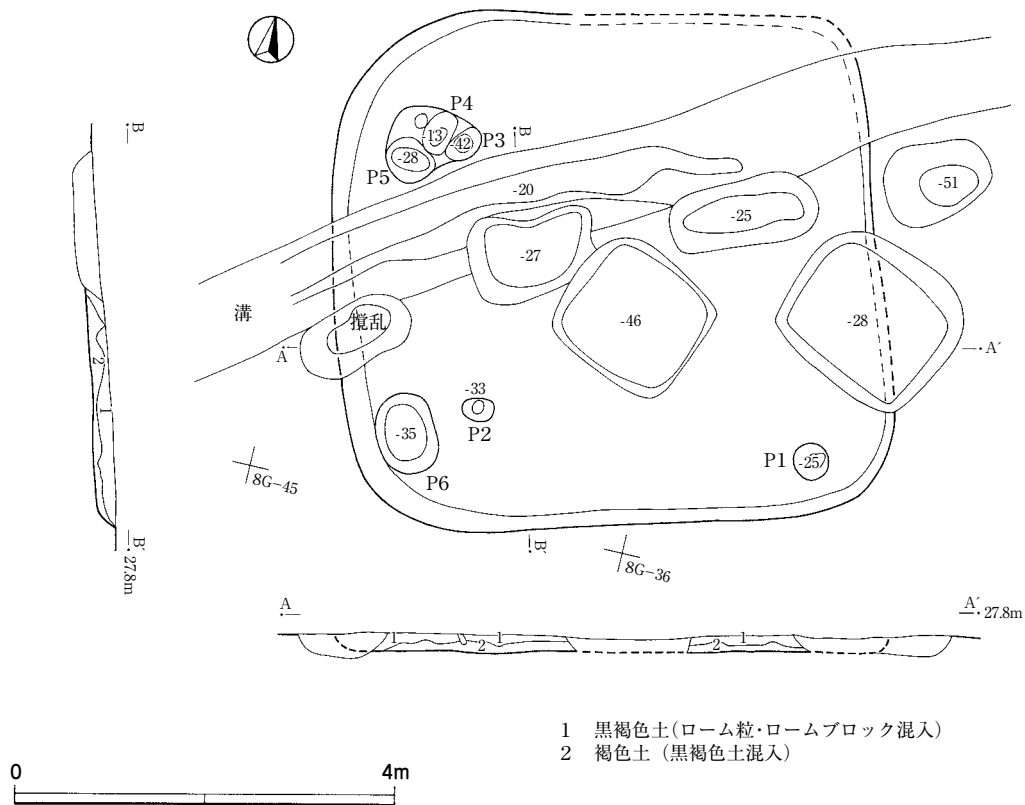 P4
-13
P3
-42
-28
P5
B
-20
-51
-25
-27
溝
攪乱
-46
-28
A
A´
-33
P2
-35
P6
P1
-25
8G-45
8G-36
B
B´
27.8m
B´
A
A´ 27.8m
1
2
1
1
2
1
2
1 黒褐色土(ローム粒・ロームブロック混入)
2 褐色土（黒褐色土混入）
0
4m